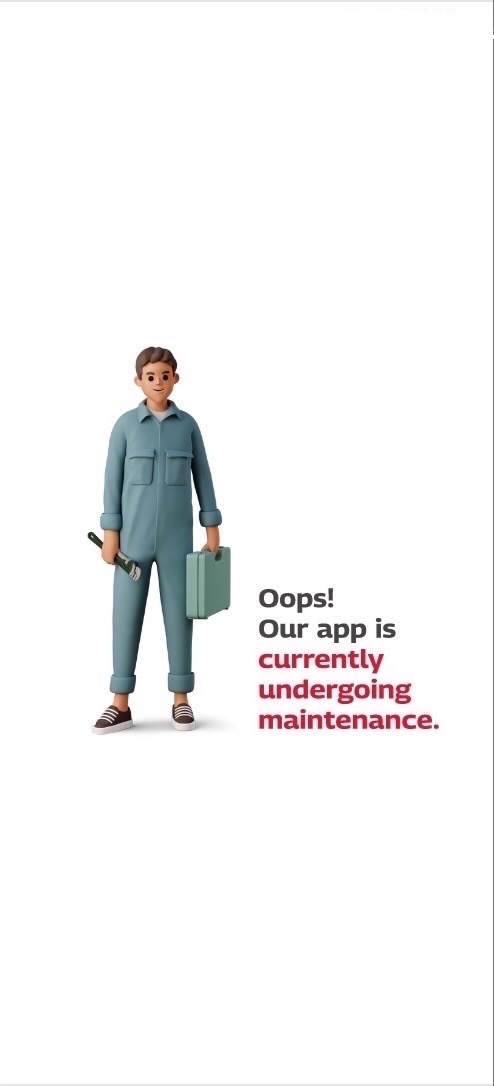 Oops!
Our app is
currently
undergoing
maintenance.